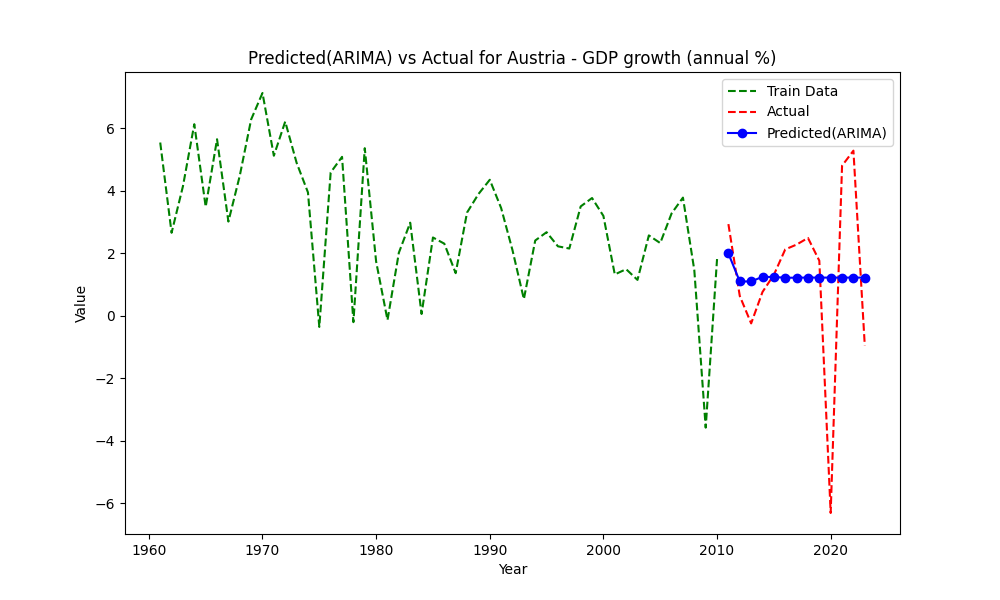 Predicted(ARIMA) vs Actual for Austria - GDP growth (annual %)
Train Data
Actual
Predicted(ARIMA)
6
4
2
0
−2
−4
−6
Value
1960
1970
1980
1990
2000
2010
2020
Year